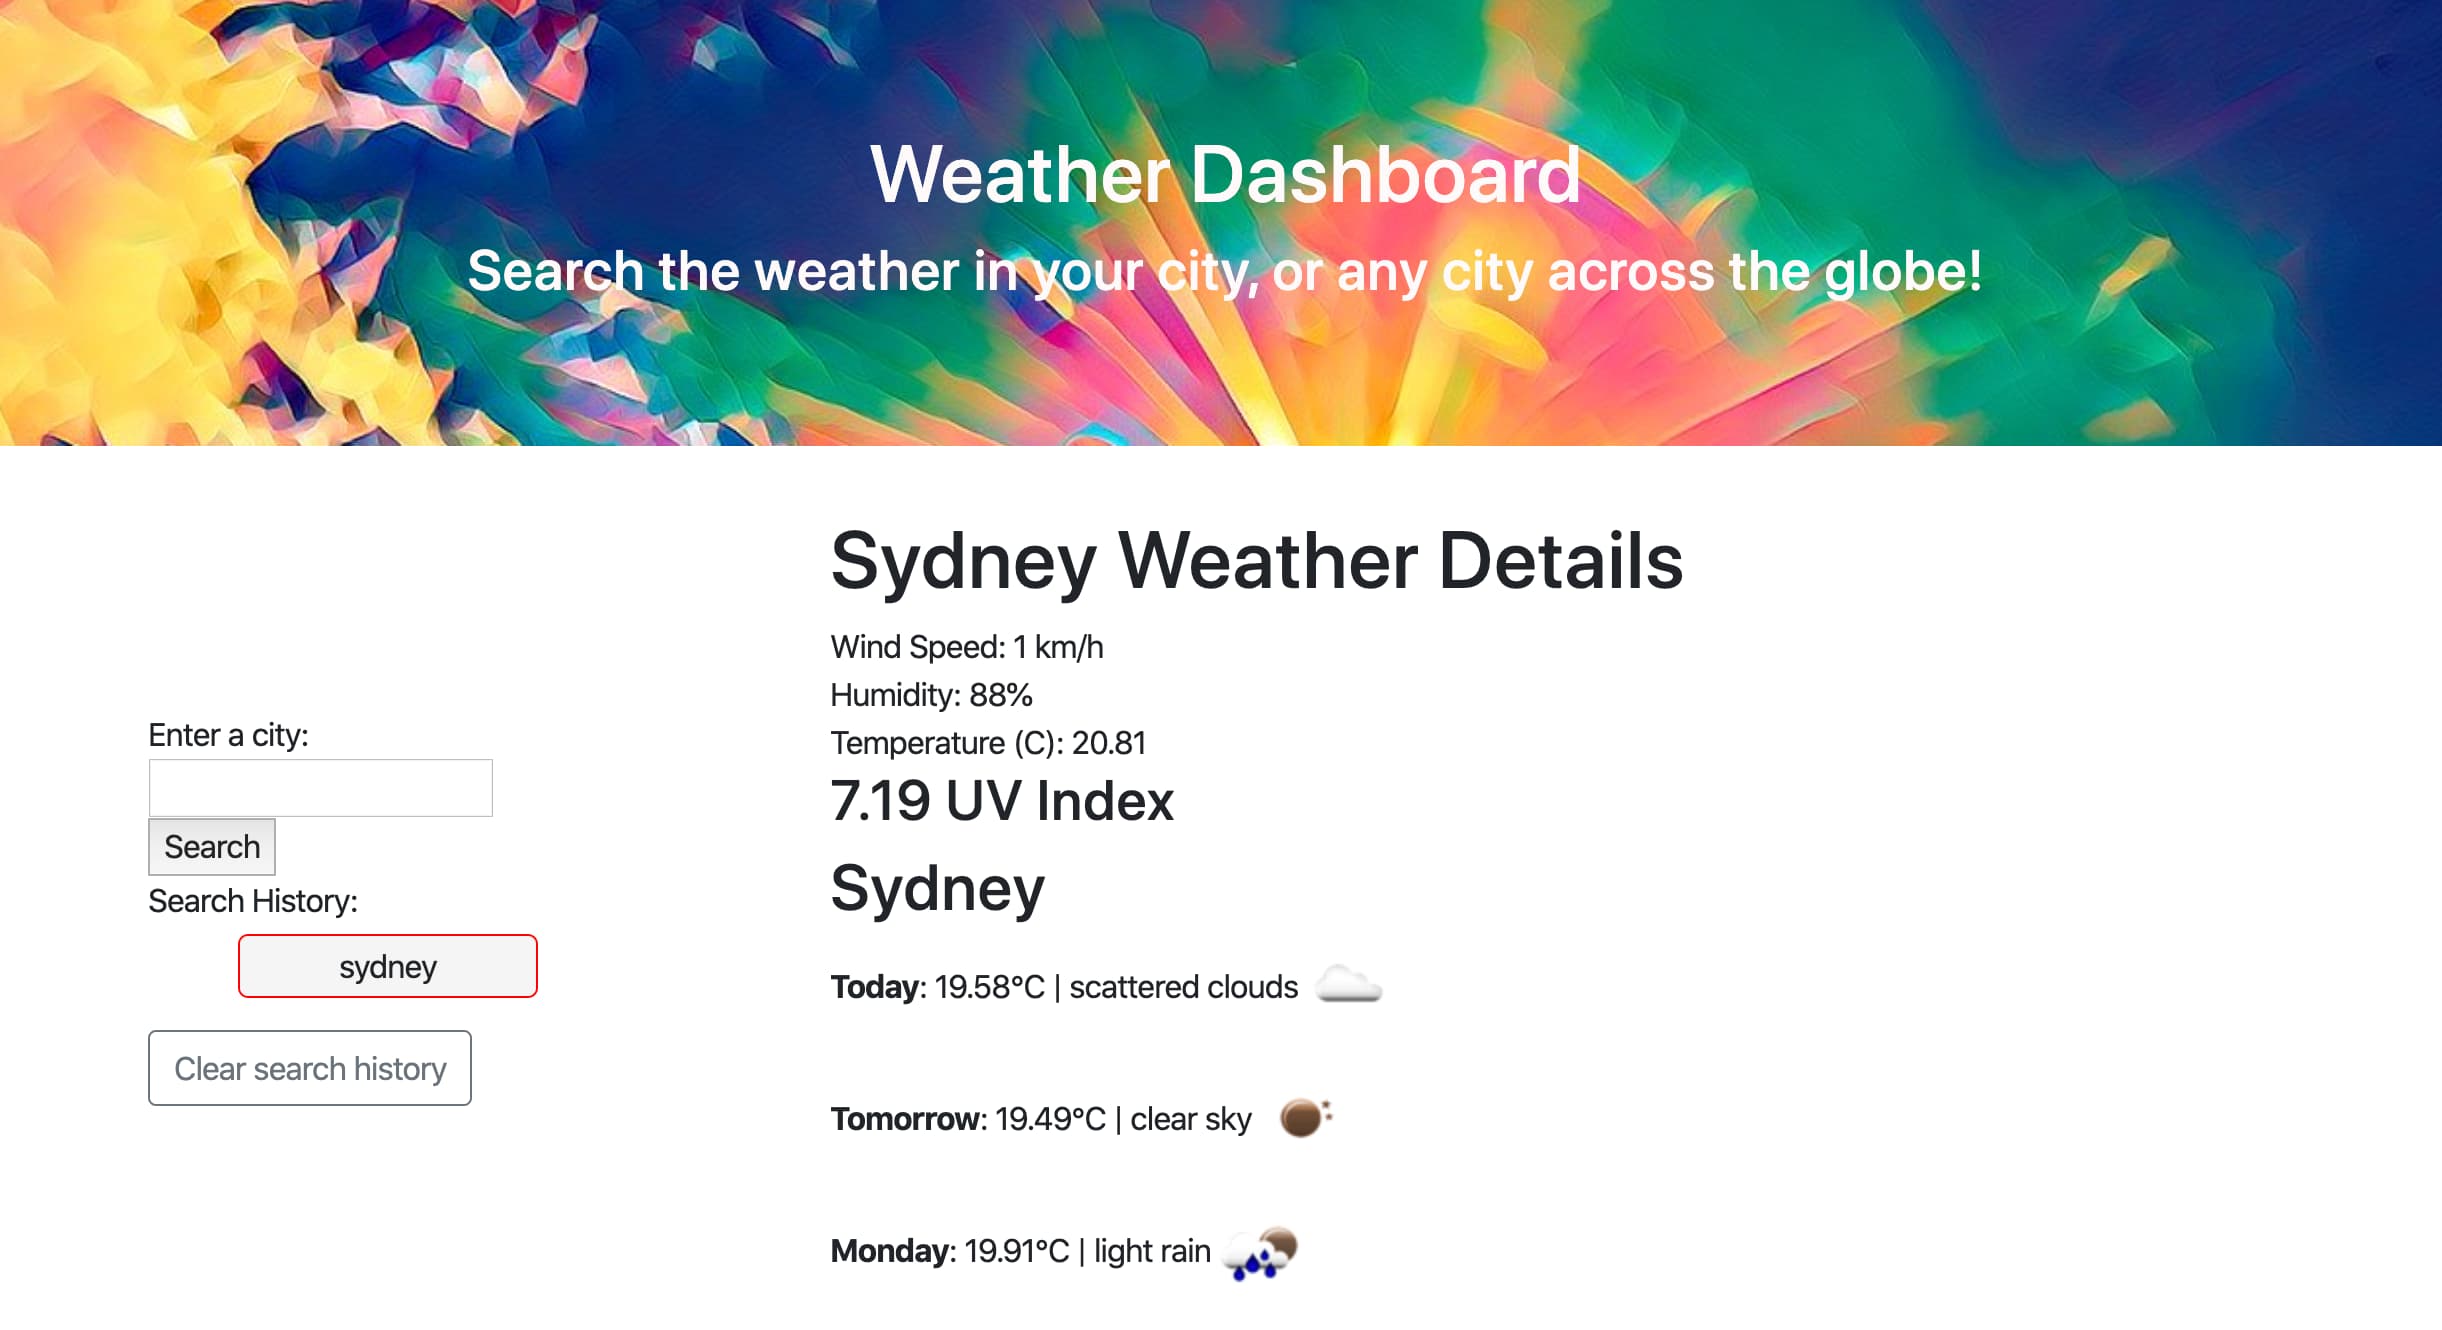 Weather Dashboard
Search the weather in your city, or any city across the globe!
Enter a city:
Search
Search History:
sydney
Clear search history
Sydney Weather Details
Wind Speed: 1 km/h
Humidity: 88%
Temperature (C): 20.81
7.19 UV Index
Sydney
Today: 19.58°C | scattered clouds
Tomorrow: 19.49°C | clear sky
Monday: 19.91°C | light rain